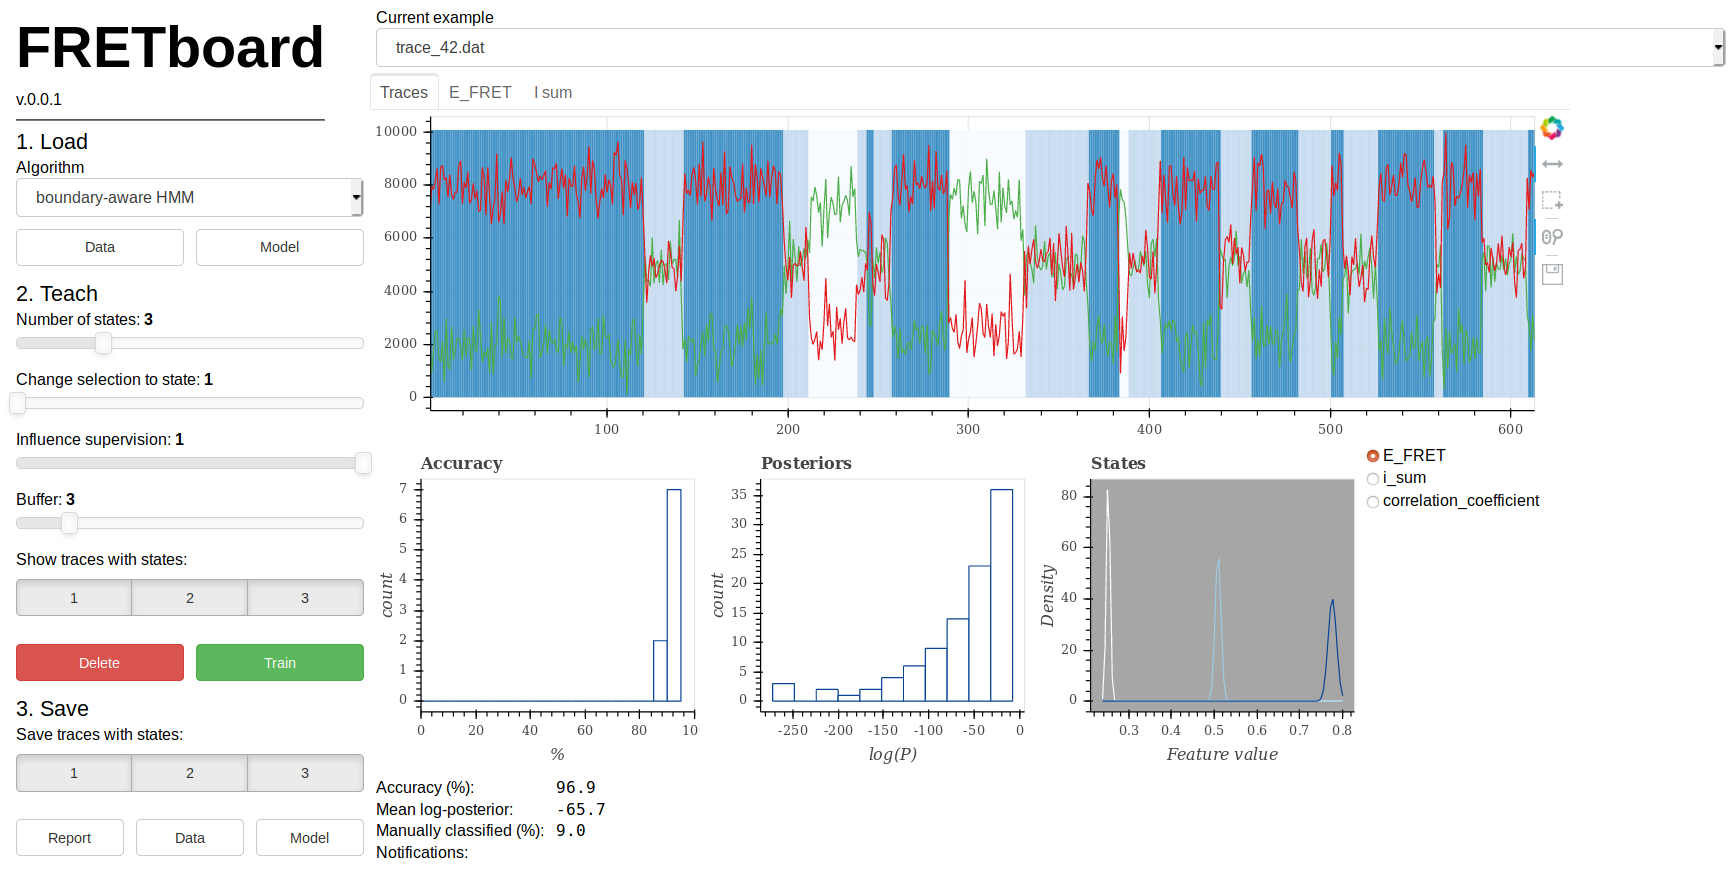 FRETboard
v.0.0.1
1. Load
Algorithm
boundary-aware HMM
Data
Model
2. Teach
Number of states: 3
Change selection to state: 1
Influence supervision: 1
Buffer: 3
Show traces with states:
1 2 3
Delete
Train
3. Save
Save traces with states:
1 2 3
Report
Data
Model
Current example
trace_42.dat
Traces E_FRET I sum
10000
8000
6000
4000
2000
0
100 200 300 400 500 600
Accuracy
7
6
5
4
3
2
1
0
count
0 20 40 60 80 10
%
Posteriors
35
30
25
20
15
10
5
0
count
-250 -200 -150 -100 -50 0
log(P)
States
80
60
40
20
0
Density
0.3 0.4 0.5 0.6 0.7 0.8
Feature value
E_FRET
i_sum
correlation_coefficient
Accuracy (%): 96.9
Mean log-posterior: -65.7
Manually classified (%): 9.0
Notifications: